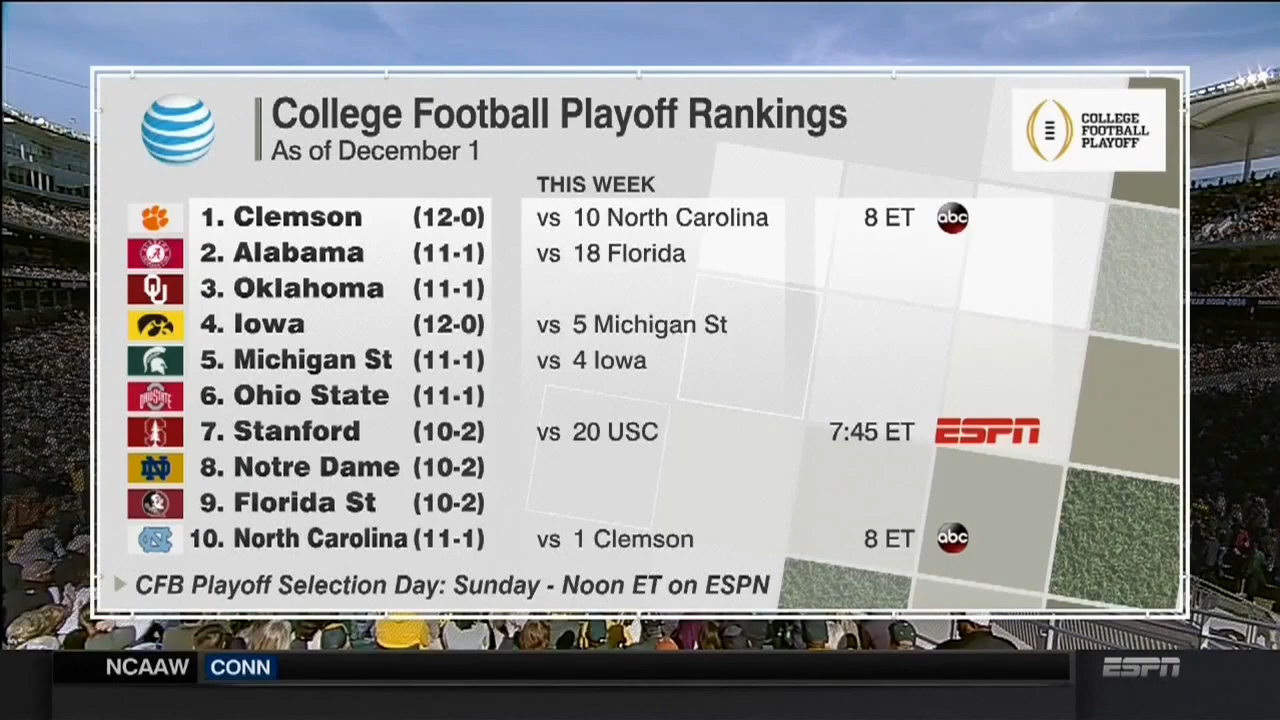 College Football Playoff Rankings
As of December 1
COLLEGE
FOOTBALL
PLAYOFF
THIS WEEK
1. Clemson (12-0) vs 10 North Carolina 8 ET abc
2. Alabama (11-1) vs 18 Florida
OU 3. Oklahoma (11-1)
4. Iowa (12-0) vs 5 Michigan St
5. Michigan St (11-1) vs 4 Iowa
OHIO STATE 6. Ohio State (11-1)
7. Stanford (10-2) vs 20 USC 7:45 ET ESPN
ND 8. Notre Dame (10-2)
9. Florida St (10-2)
NC 10. North Carolina (11-1) vs 1 Clemson 8 ET abc
CFB Playoff Selection Day: Sunday - Noon ET on ESPN
NCAAW CONN ESPN